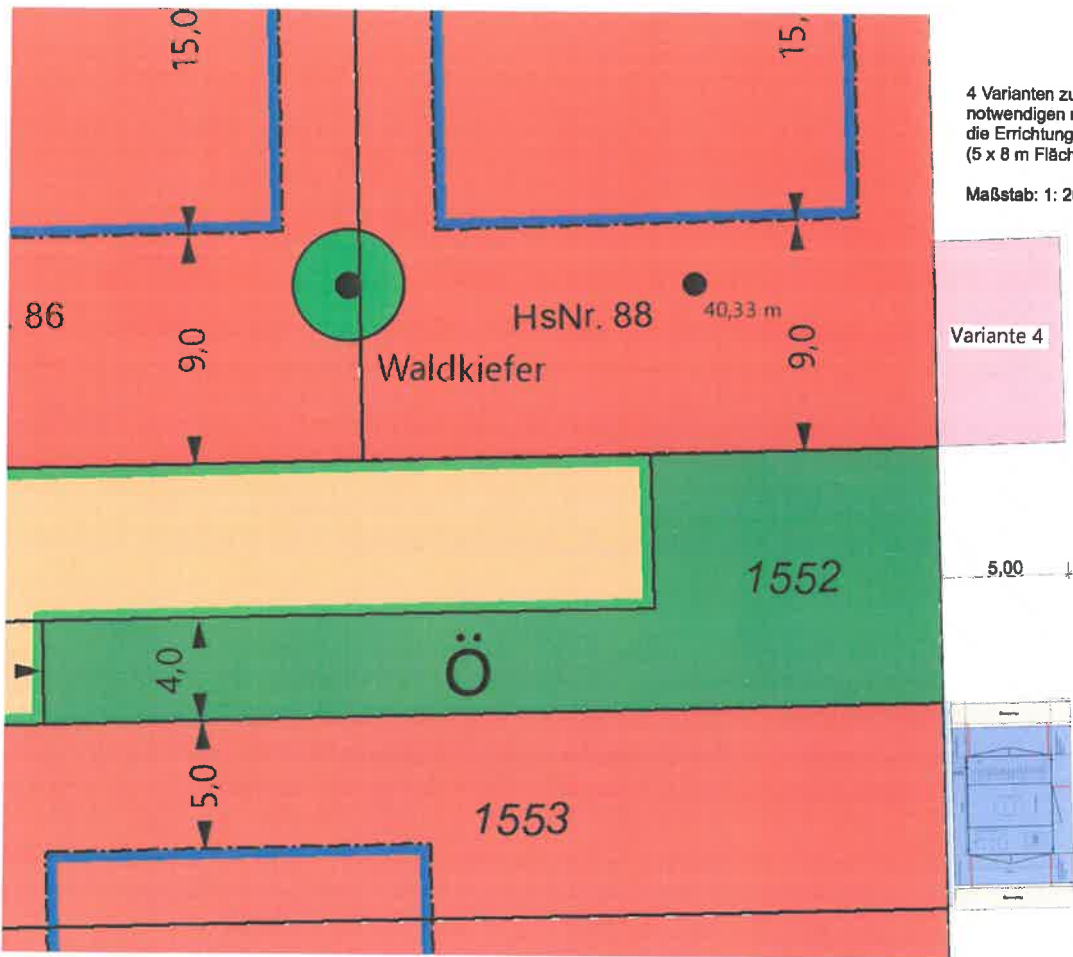 15,0
15,
4 Varianten zu
notwendigen
die Errichtung
(5 x 8 m Fläch
Maßstab: 1: 2
86
9,0
HsNr. 88
40,33 m
9,0
Variante 4
Waldkiefer
1552
5,00
4,0
Ö
5,0
1553